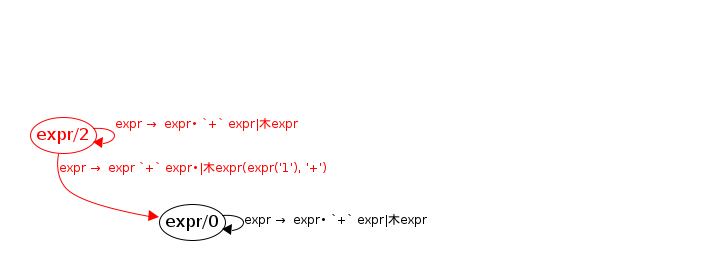 expr → expr• `+` expr|木expr
expr/2
expr → expr `+` expr•|木expr(expr('1'), '+')
expr/0
expr → expr• `+` expr|木expr